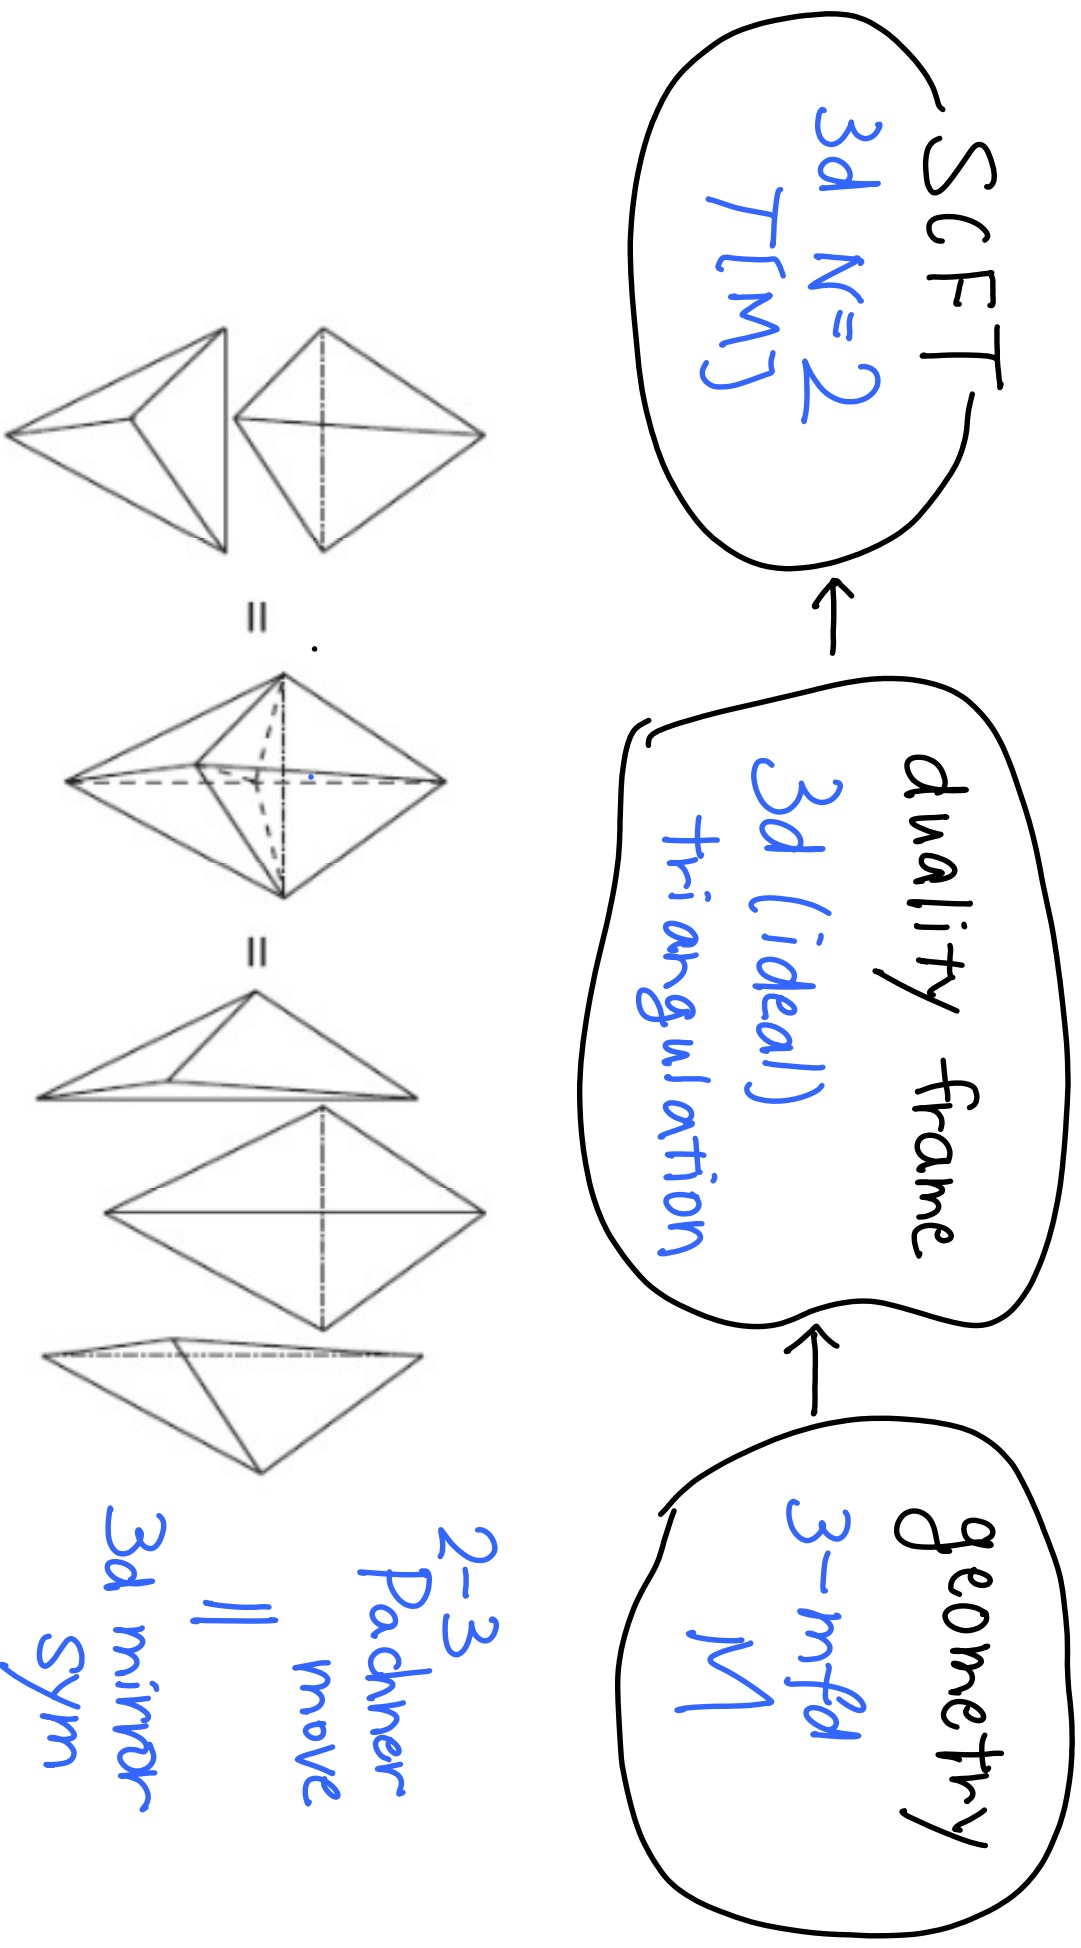 SCFT
3d N=2
T[M]
duality frame
3d (ideal)
triangulation
geometry
3-mfd
M
=
=
2-3
Pachner
move
||
3d mirror
sym